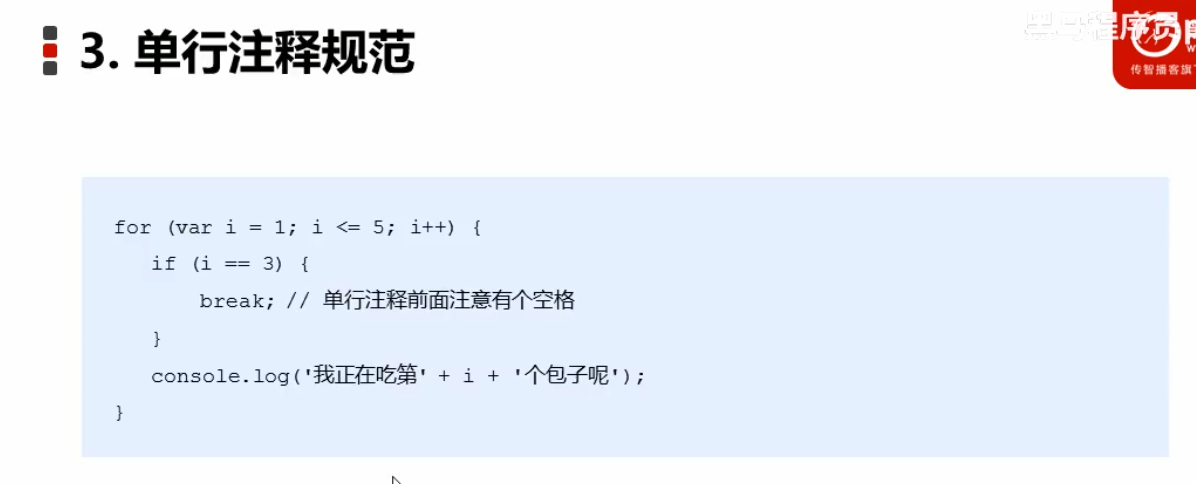 3. 单行注释规范
黑马程序员
传智播客旗
for (var i = 1; i <= 5; i++) {
if (i == 3) {
break; // 单行注释前面注意有个空格
}
console.log('我正在吃第' + i + '个包子呢');
}